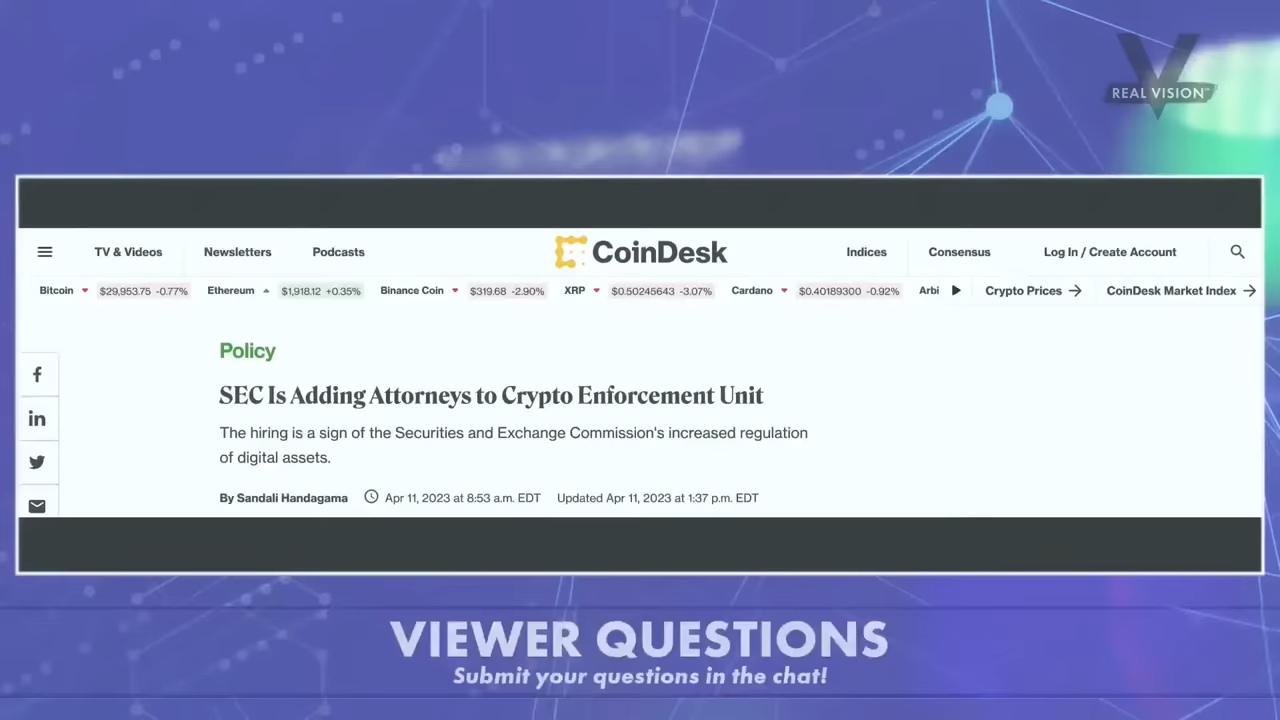 REAL VISION™
TV & Videos Newsletters Podcasts CoinDesk Indices Consensus Log In / Create Account
Bitcoin $29,953.75 -0.77% Ethereum $1,918.12 +0.35% Binance Coin $319.68 -2.90% XRP $0.50245643 -3.07% Cardano $0.40189300 -0.92% Arbi Crypto Prices CoinDesk Market Index
Policy
SEC Is Adding Attorneys to Crypto Enforcement Unit
The hiring is a sign of the Securities and Exchange Commission's increased regulation
of digital assets.
By Sandali Handagama Apr 11, 2023 at 8:53 a.m. EDT Updated Apr 11, 2023 at 1:37 p.m. EDT
VIEWER QUESTIONS
Submit your questions in the chat!